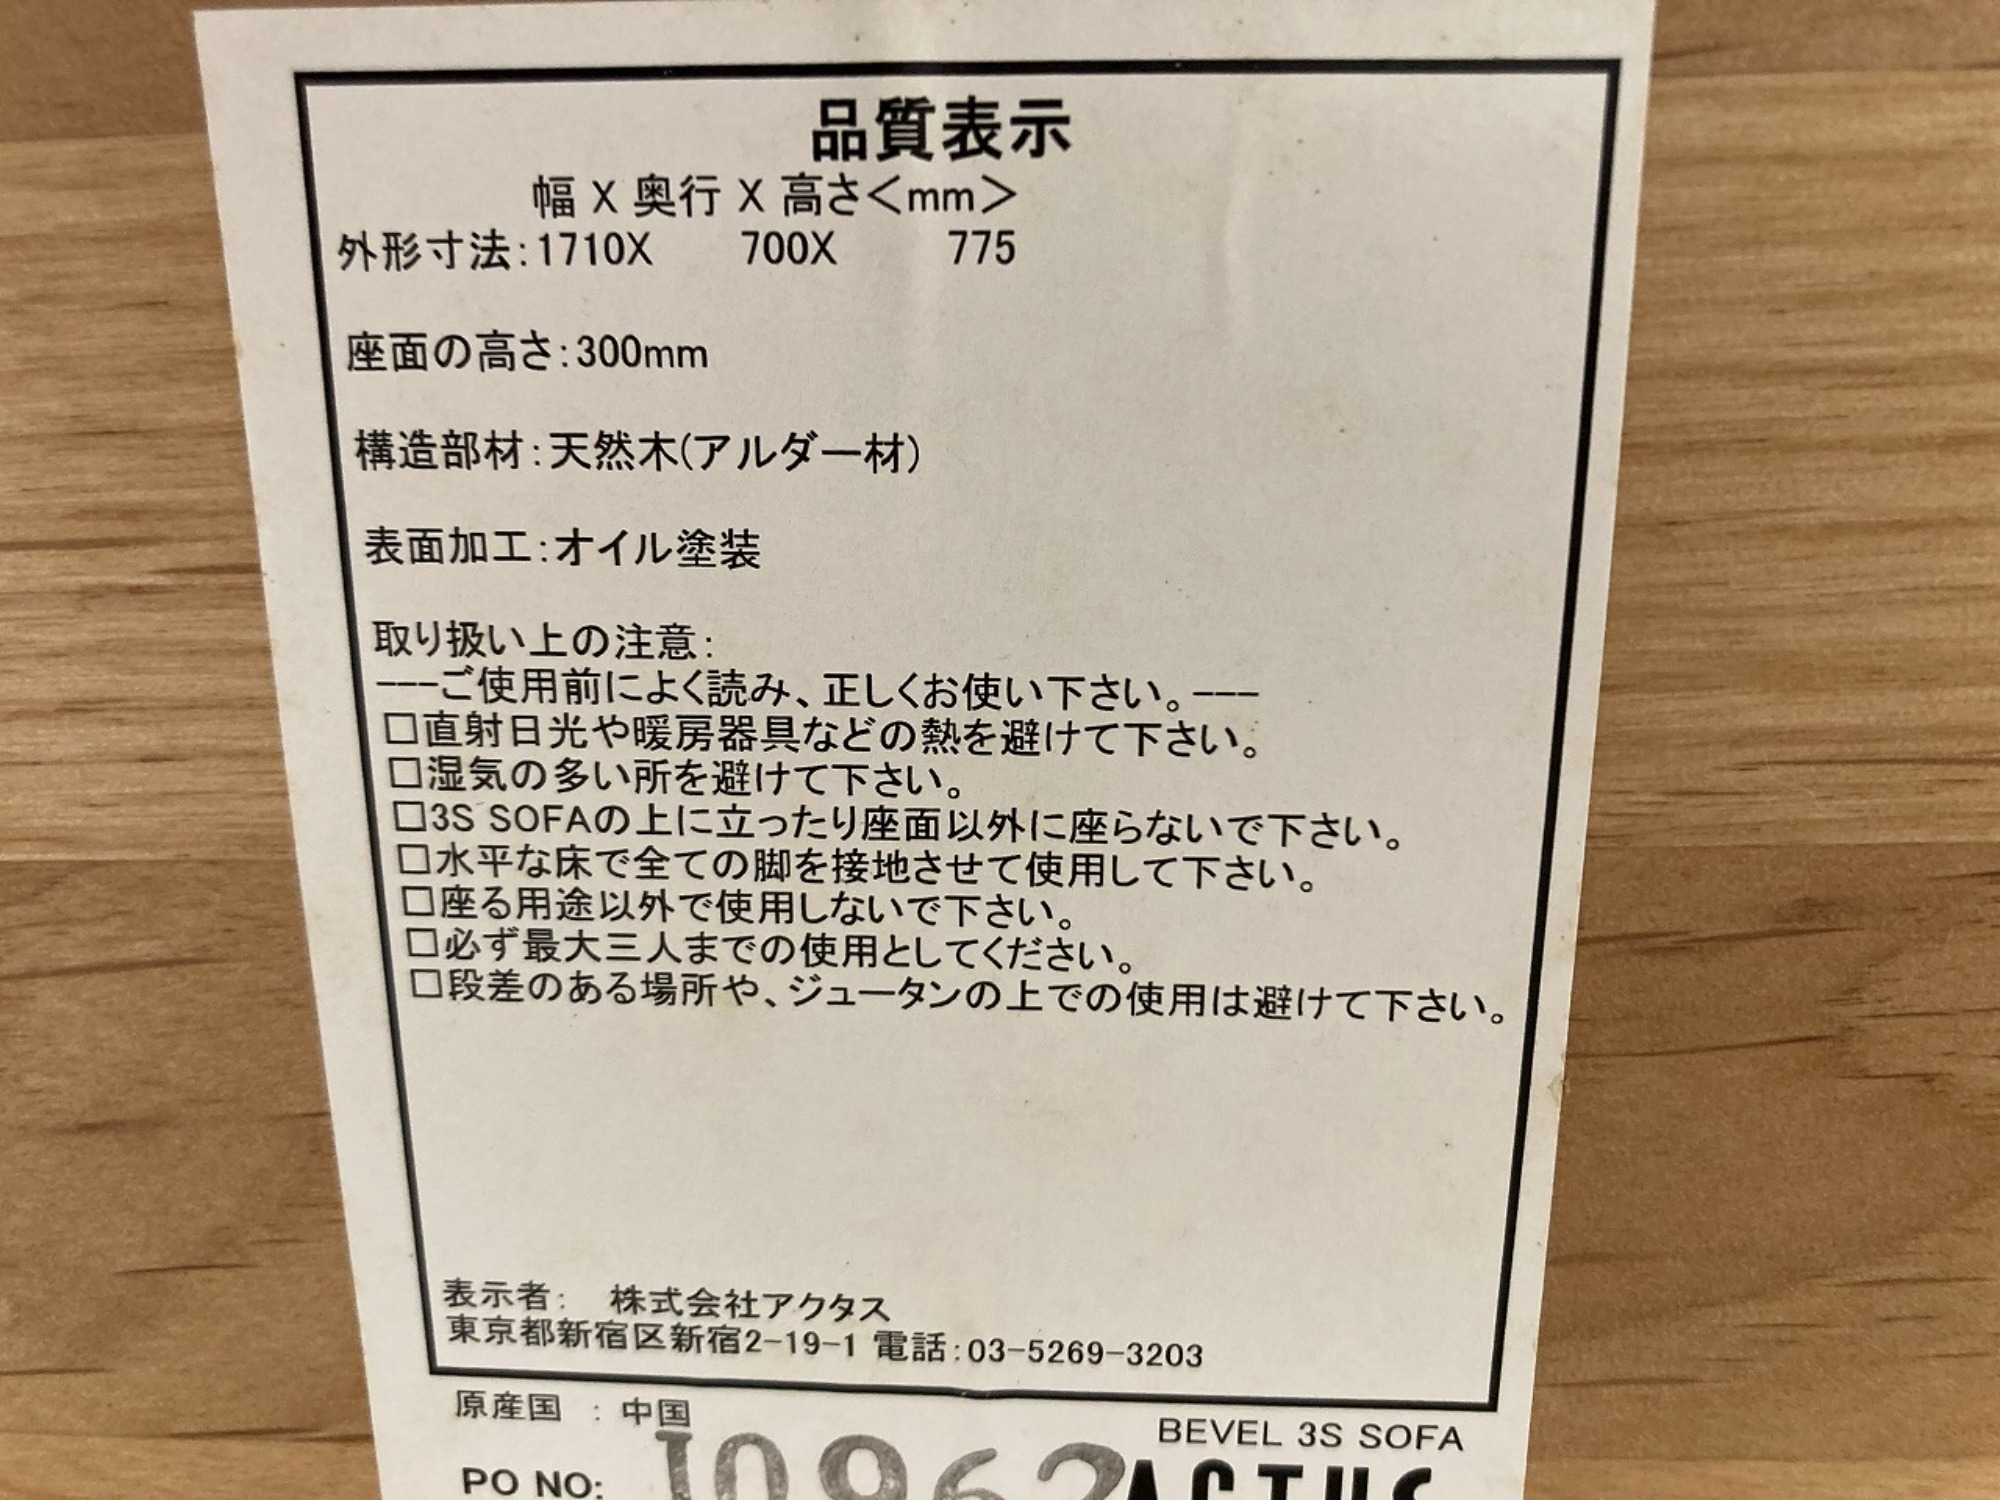 品質表示
幅 X 奥行 X 高さ<mm>
外形寸法:1710X 700X 775
座面の高さ:300mm
構造部材:天然木(アルダー材)
表面加工:オイル塗装
取り扱い上の注意:
---ご使用前によく読み、正しくお使い下さい。---
□直射日光や暖房器具などの熱を避けて下さい。
□湿気の多い所を避けて下さい。
□3S SOFAの上に立ったり座面以外に座らないで下さい。
□水平な床で全ての脚を接地させて使用して下さい。
□座る用途以外で使用しないで下さい。
□必ず最大三人までの使用としてください。
□段差のある場所や、ジュータンの上での使用は避けて下さい。
表示者: 株式会社アクタス
東京都新宿区新宿2-19-1 電話:03-5269-3203
原産国 : 中国
BEVEL 3S SOFA
PO NO:
ACTUS